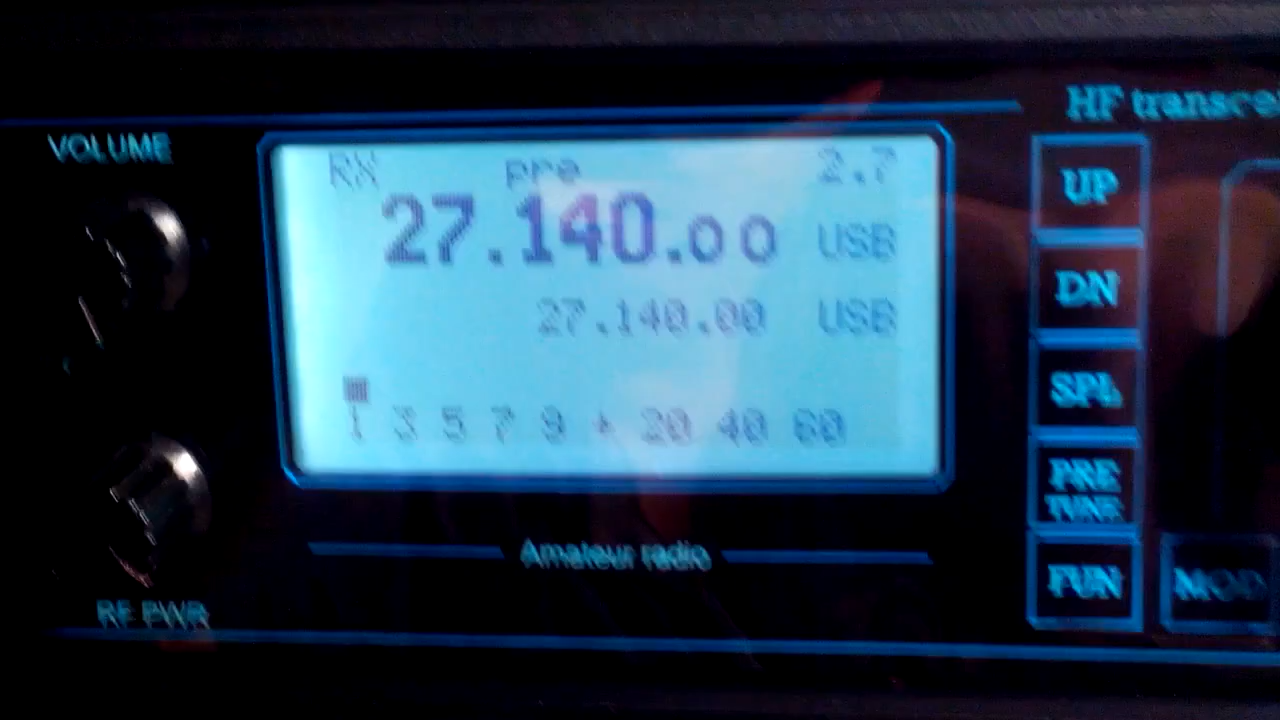 HF transce
VOLUME
RX pre 2.7
27.140.00 USB
27.140.00 USB
1 3 5 7 9 + 20 40 60
UP
DN
SPL
PRE
TUNE
FUN
MOD
Amateur radio
RF PWR